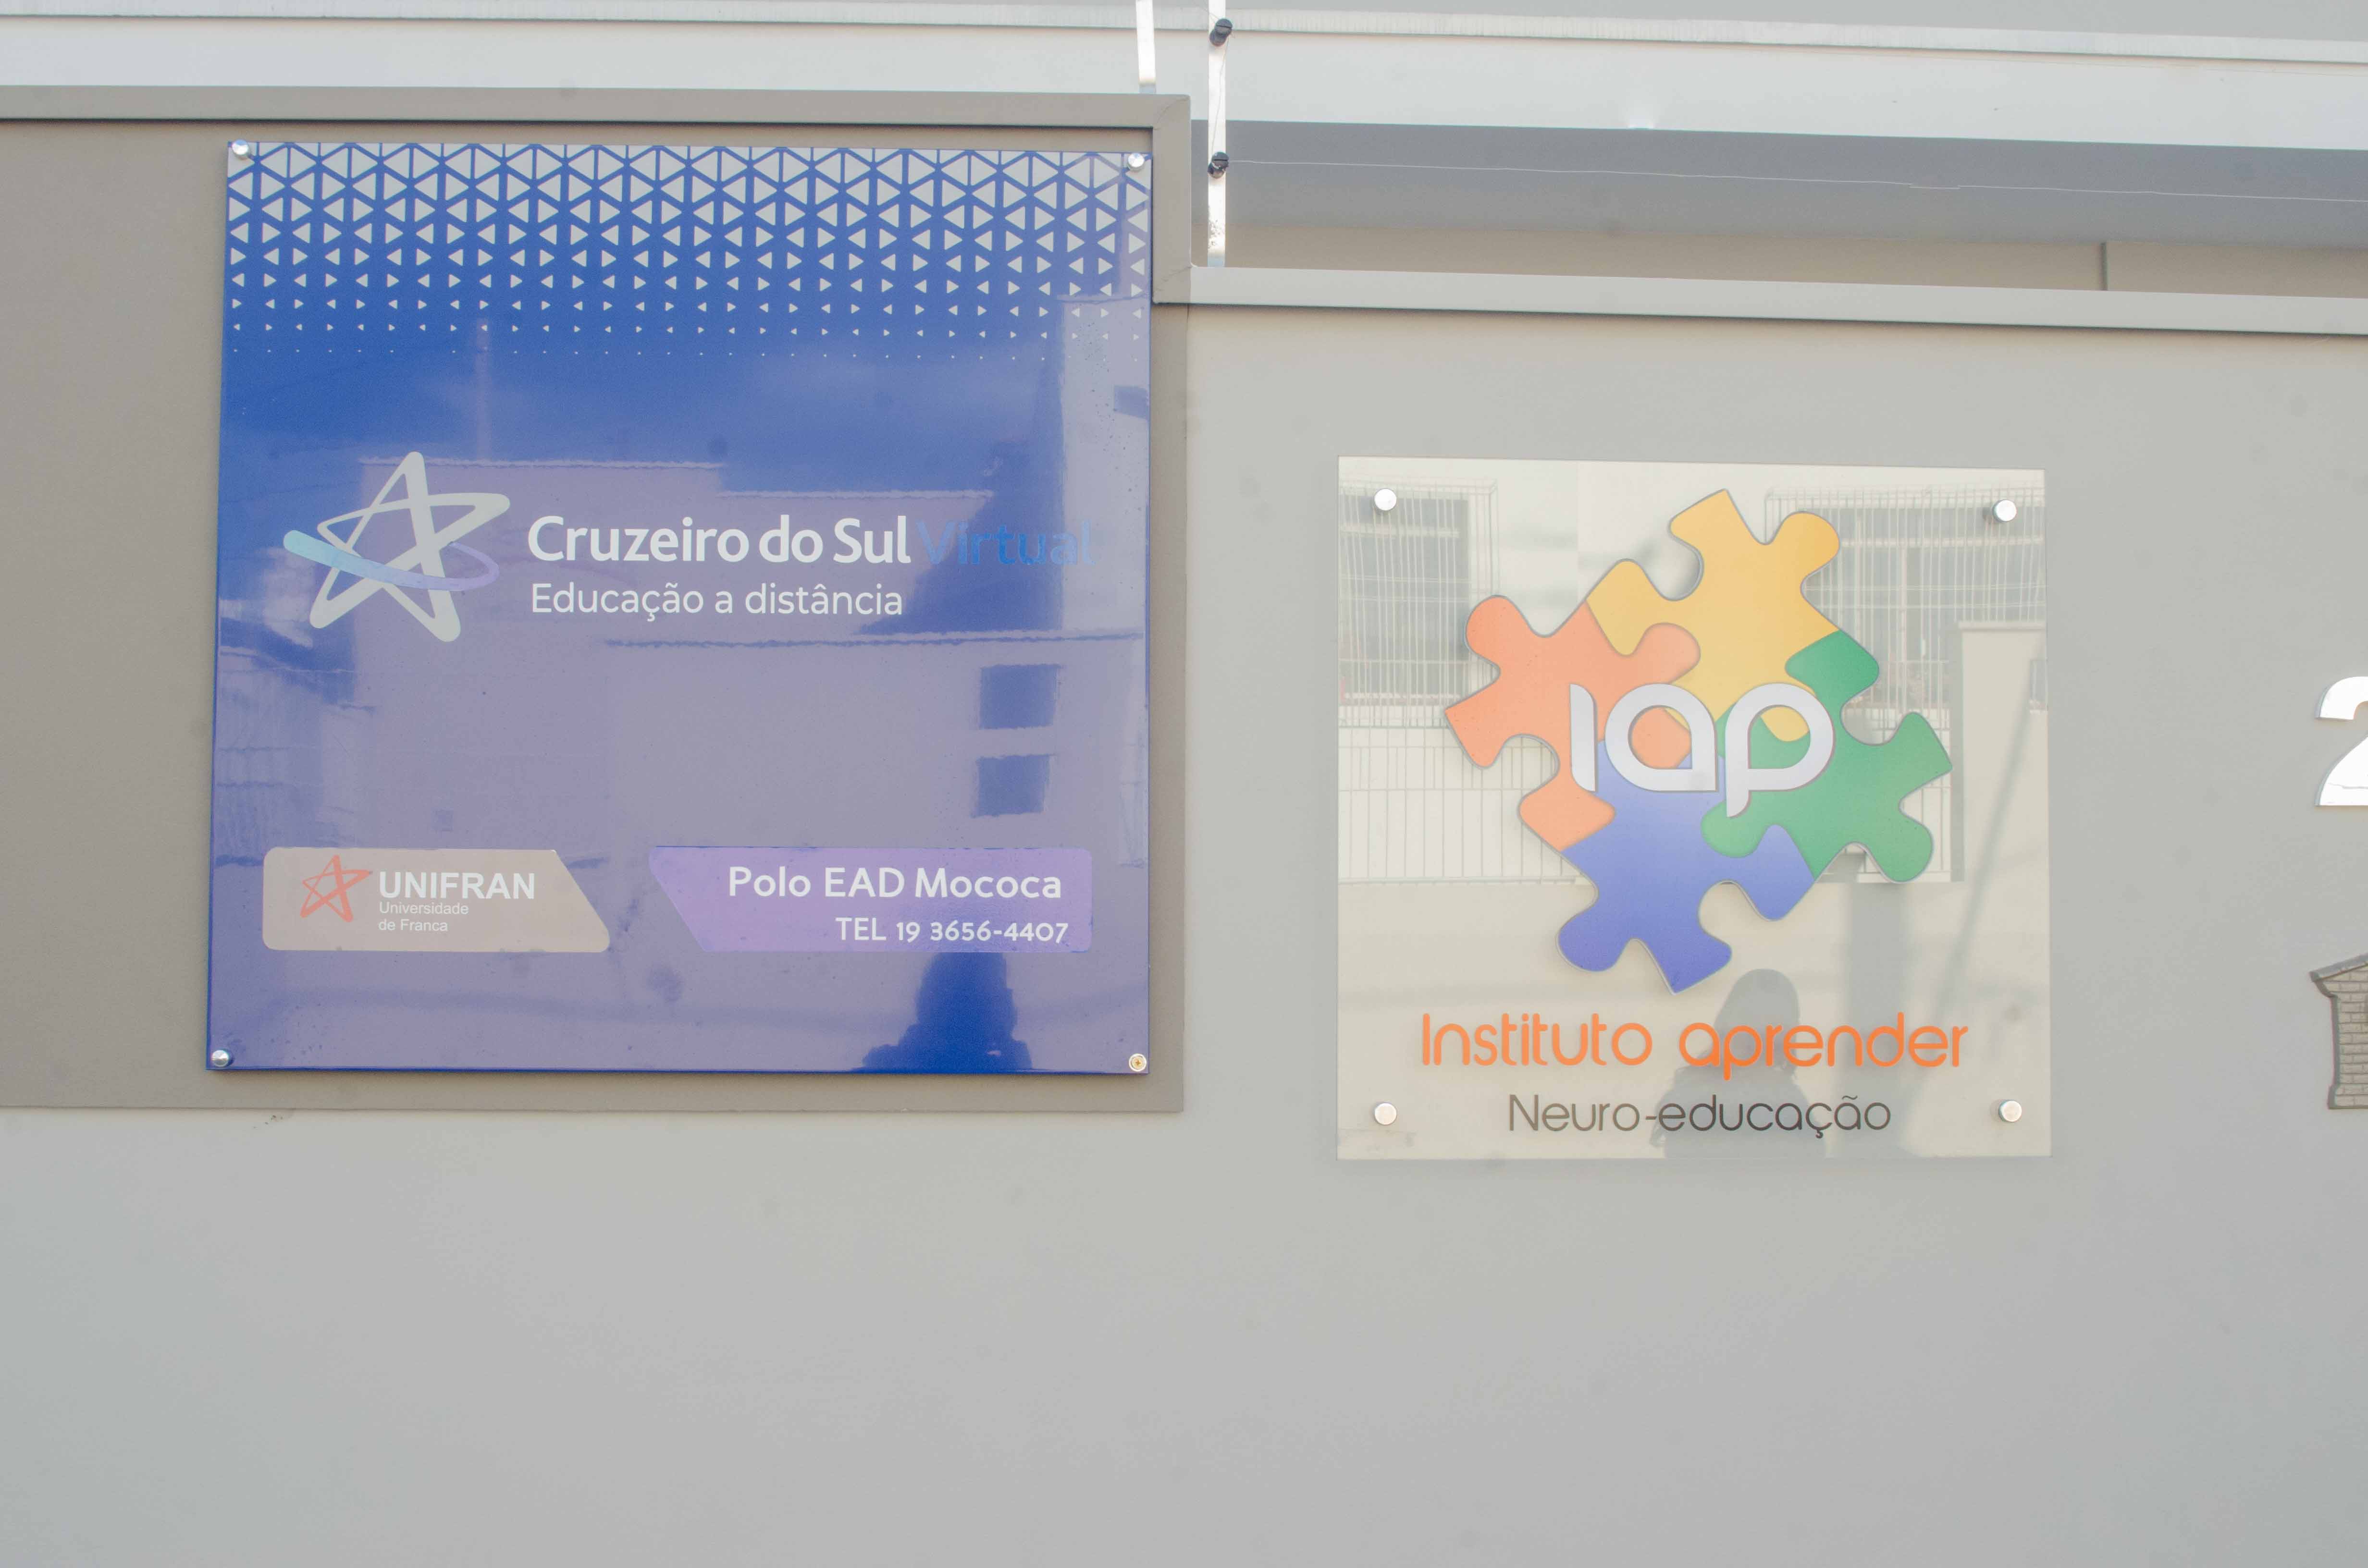 Cruzeiro do Sul Virtual
Educação a distância
UNIFRAN
Universidade
de Franca
Polo EAD Mococa
TEL 19 3656-4407
iap
Instituto aprender
Neuro-educação
2